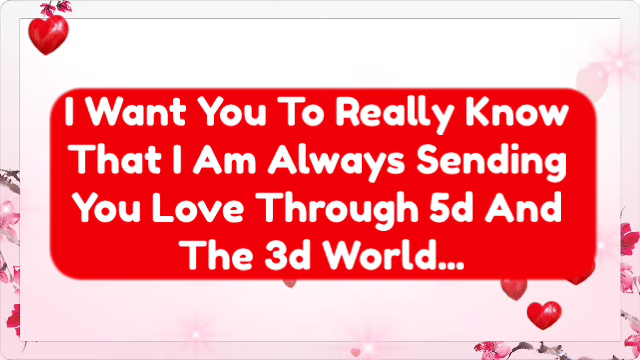 I Want You To Really Know
That I Am Always Sending
You Love Through 5d And
The 3d World...